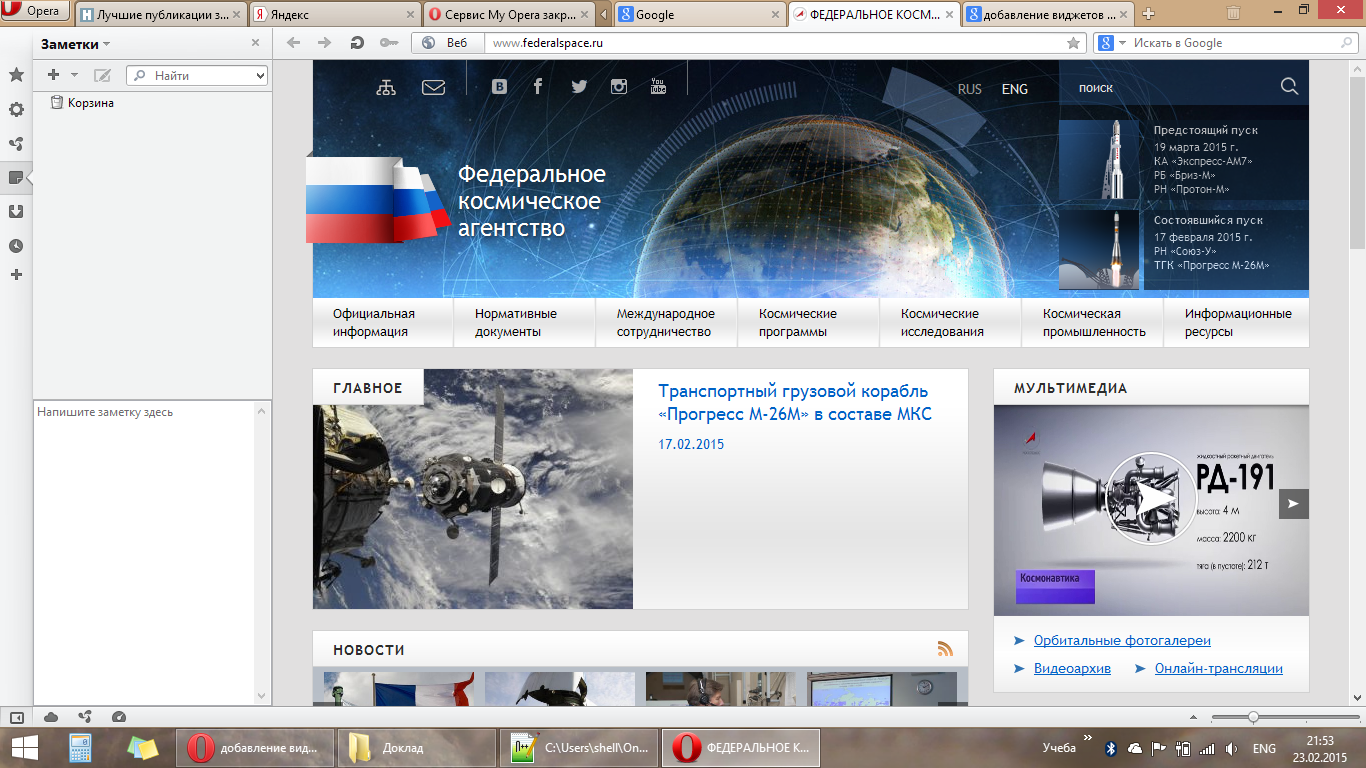 Opera
Лучшие публикации з...
Яндекс
Сервис My Opera закр...
Google
ФЕДЕРАЛЬНОЕ КОСМ...
добавление виджетов ...
Заметки
Веб
www.federalspace.ru
Искать в Google
Найти
Корзина
Напишите заметку здесь
You
Tube
RUS
ENG
поиск
Федеральное
космическое
агентство
Предстоящий пуск
19 марта 2015 г.
КА «Экспресс-АМ7»
РБ «Бриз-М»
РН «Протон-М»
Состоявшийся пуск
17 февраля 2015 г.
РН «Союз-У»
ТГК «Прогресс М-26М»
Официальная
информация
Нормативные
документы
Международное
сотрудничество
Космические
программы
Космические
исследования
Космическая
промышленность
Информационные
ресурсы
ГЛАВНОЕ
Транспортный грузовой корабль
«Прогресс М-26М» в составе МКС
17.02.2015
МУЛЬТИМЕДИА
жидкостный ракетный двигатель
РД-191
высота: 4 м
масса: 2200 кг
тяга (в пустоте): 212 т
Космонавтика
Орбитальные фотогалереи
Видеоархив
Онлайн-трансляции
НОВОСТИ
добавление вид...
Доклад
C:\Users\shell\On...
ФЕДЕРАЛЬНОЕ К...
Учеба
ENG
21:53
23.02.2015